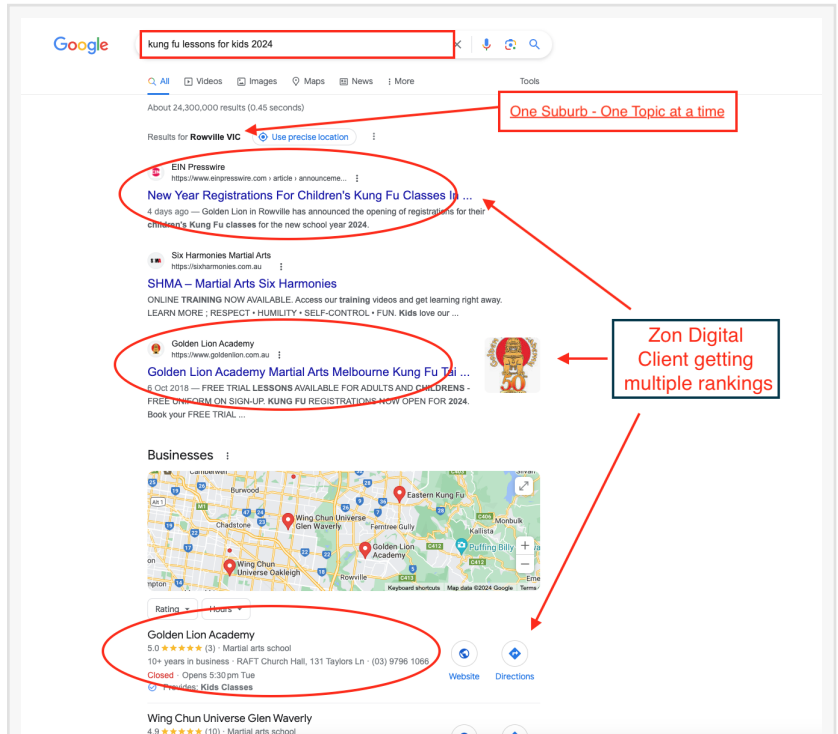 Google
kung fu lessons for kids 2024
All Videos Images Maps News More Tools
About 24,300,000 results (0.45 seconds)
One Suburb - One Topic at a time
Results for Rowville VIC Use precise location
EIN Presswire
https://www.einpresswire.com › article › announceme...
New Year Registrations For Children's Kung Fu Classes In ...
4 days ago — Golden Lion in Rowville has announced the opening of registrations for their
children's Kung Fu classes for the new school year 2024.
Six Harmonies Martial Arts
https://sixharmonies.com.au
SHMA – Martial Arts Six Harmonies
ONLINE TRAINING NOW AVAILABLE. Access our training videos and get learning right away.
LEARN MORE ; RESPECT • HUMILITY • SELF-CONTROL • FUN. Kids love our ...
Golden Lion Academy
https://www.goldenlion.com.au
Golden Lion Academy Martial Arts Melbourne Kung Fu Tai ...
6 Oct 2018 — FREE TRIAL LESSONS AVAILABLE FOR ADULTS AND CHILDRENS -
FREE UNIFORM ON SIGN-UP. KUNG FU REGISTRATIONS NOW OPEN FOR 2024.
Book your FREE TRIAL ...
50
Zon Digital
Client getting
multiple rankings
Businesses
Camberwell
Burwood
Eastern Kung Fu
Alt 1
M1
Wing Chun Universe
Glen Waverly
Chadstone
Ferntree Gully
C406
Monbulk
Kallista
Golden Lion
Academy
C412
Puffing Billy
C412
Wing Chun
Universe Oakleigh
Rowville
C413
Keyboard shortcuts Map data ©2024 Google Terms
Rating Hours
Golden Lion Academy
5.0 (3) · Martial arts school
10+ years in business · RAFT Church Hall, 131 Taylors Ln · (03) 9796 1066
Closed · Opens 5:30 pm Tue
Provides: Kids Classes
Website Directions
Wing Chun Universe Glen Waverly
4.9 (10) · Martial arts school